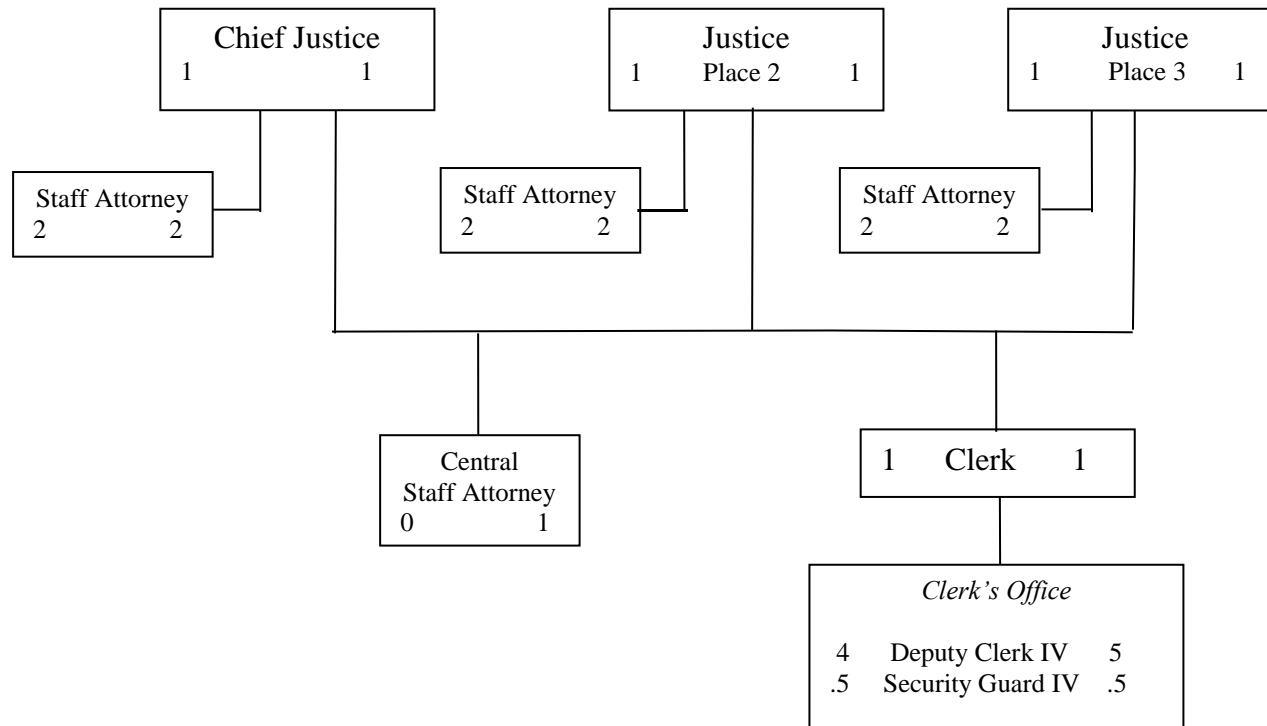 Chief Justice
1 1
Justice
1 Place 2 1
Justice
1 Place 3 1
Staff Attorney
2 2
Staff Attorney
2 2
Staff Attorney
2 2
Central
Staff Attorney
0 1
1 Clerk 1
Clerk's Office
4 Deputy Clerk IV 5
.5 Security Guard IV .5